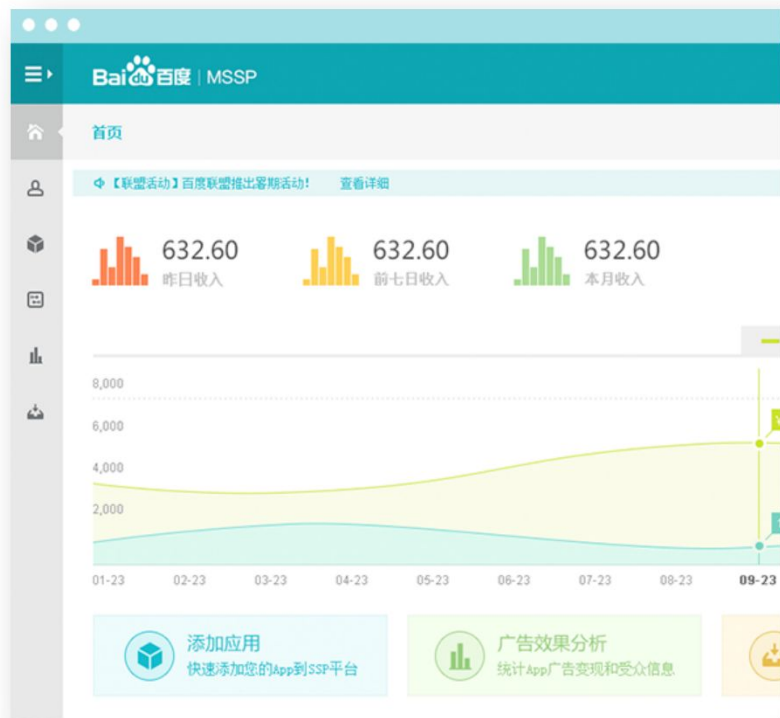 Bai du 百度 | MSSP
首页
【联盟活动】百度联盟推出署期活动! 查看详细
632.60 632.60 632.60
昨日收入 前七日收入 本月收入
8,000
6,000
4,000
2,000
01-23 02-23 03-23 04-23 05-23 06-23 07-23 08-23 09-23
添加应用 广告效果分析
快速添加您的App到SSP平台 统计App广告变现和受众信息